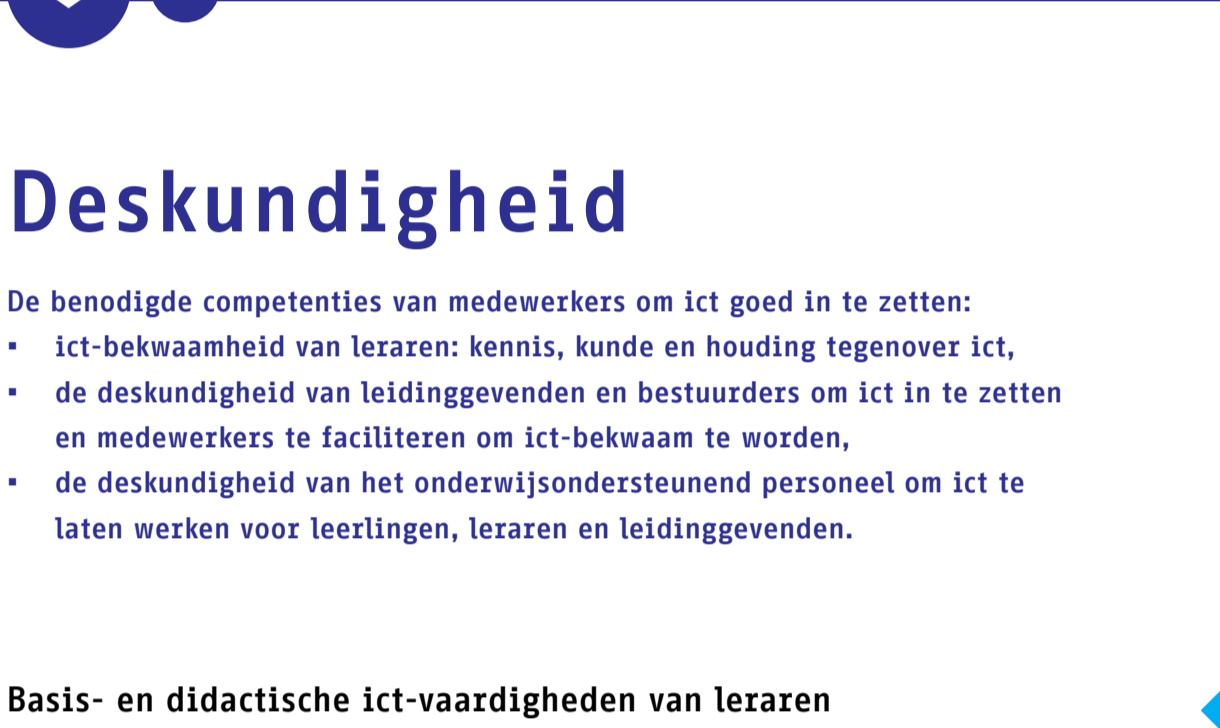 Deskundigheid
De benodigde competenties van medewerkers om ict goed in te zetten:
▪ ict-bekwaamheid van leraren: kennis, kunde en houding tegenover ict,
▪ de deskundigheid van leidinggevenden en bestuurders om ict in te zetten
en medewerkers te faciliteren om ict-bekwaam te worden,
▪ de deskundigheid van het onderwijsondersteunend personeel om ict te
laten werken voor leerlingen, leraren en leidinggevenden.
Basis- en didactische ict-vaardigheden van leraren